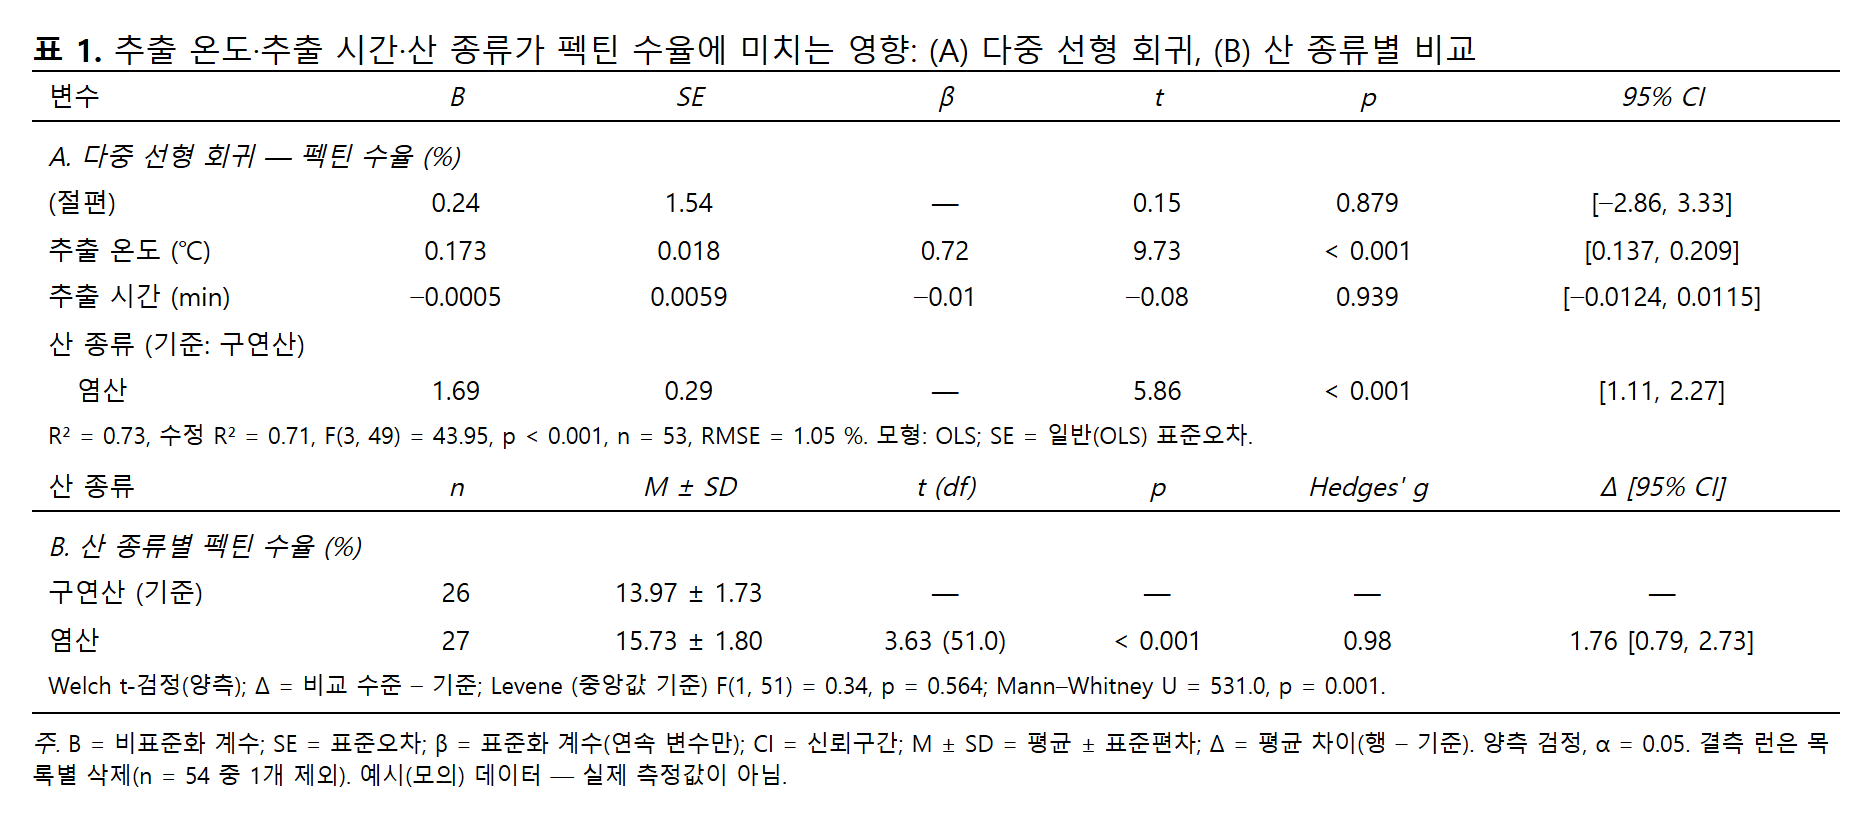 표 1. 추출 온도·추출 시간·산 종류가 펙틴 수율에 미치는 영향: (A) 다중 선형 회귀, (B) 산 종류별 비교
변수 B SE β t p 95% CI
A. 다중 선형 회귀 — 펙틴 수율 (%)
(절편) 0.24 1.54 — 0.15 0.879 [−2.86, 3.33]
추출 온도 (℃) 0.173 0.018 0.72 9.73 < 0.001 [0.137, 0.209]
추출 시간 (min) −0.0005 0.0059 −0.01 −0.08 0.939 [−0.0124, 0.0115]
산 종류 (기준: 구연산)
염산 1.69 0.29 — 5.86 < 0.001 [1.11, 2.27]
R² = 0.73, 수정 R² = 0.71, F(3, 49) = 43.95, p < 0.001, n = 53, RMSE = 1.05 %. 모형: OLS; SE = 일반(OLS) 표준오차.
산 종류 n M ± SD t (df) p Hedges' g Δ [95% CI]
B. 산 종류별 펙틴 수율 (%)
구연산 (기준) 26 13.97 ± 1.73 — — — —
염산 27 15.73 ± 1.80 3.63 (51.0) < 0.001 0.98 1.76 [0.79, 2.73]
Welch t-검정(양측); Δ = 비교 수준 − 기준; Levene (중앙값 기준) F(1, 51) = 0.34, p = 0.564; Mann–Whitney U = 531.0, p = 0.001.
주. B = 비표준화 계수; SE = 표준오차; β = 표준화 계수(연속 변수만); CI = 신뢰구간; M ± SD = 평균 ± 표준편차; Δ = 평균 차이(행 − 기준). 양측 검정, α = 0.05. 결측 런은 목
록별 삭제(n = 54 중 1개 제외). 예시(모의) 데이터 — 실제 측정값이 아님.